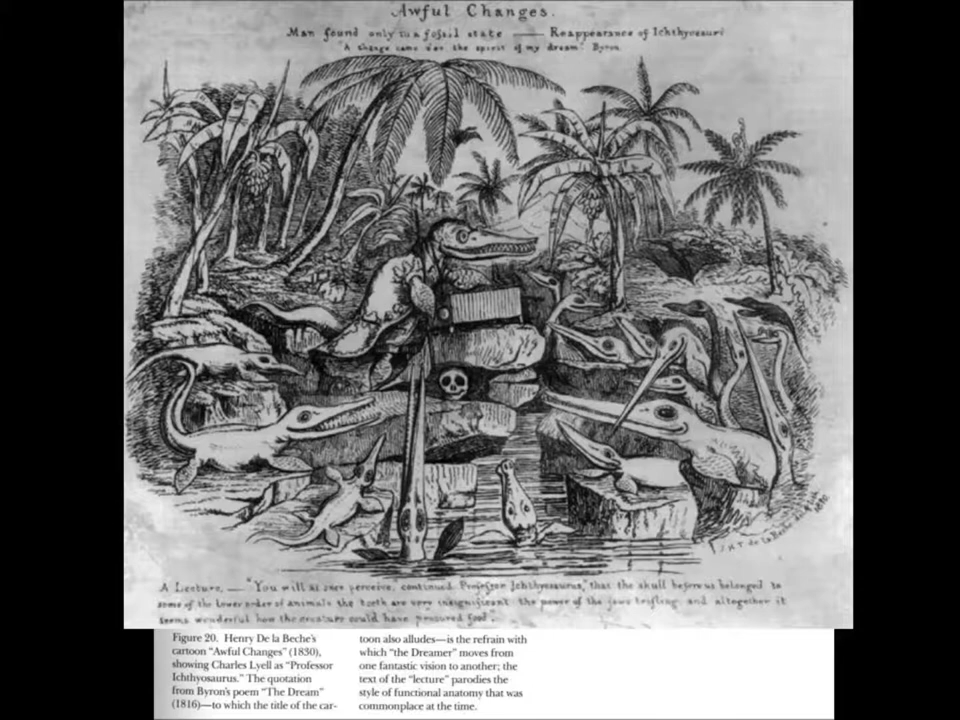 Awful Changes.
Man found only in a fossil state —— Reappearance of Ichthyosauri
"A change came o'er the spirit of my dream." Byron.
J H T de la Beche
1830
A Lecture, — "You will at once perceive," continued Professor Ichthyosaurus, "that the skull before us belonged to
some of the lower order of animals the teeth are very insignificant the power of the jaws trifling and altogether it
seems wonderful how the creature could have procured food".
Figure 20. Henry De la Beche's
cartoon "Awful Changes" (1830),
showing Charles Lyell as "Professor
Ichthyosaurus." The quotation
from Byron's poem "The Dream"
(1816)—to which the title of the car-
toon also alludes—is the refrain with
which "the Dreamer" moves from
one fantastic vision to another; the
text of the "lecture" parodies the
style of functional anatomy that was
commonplace at the time.